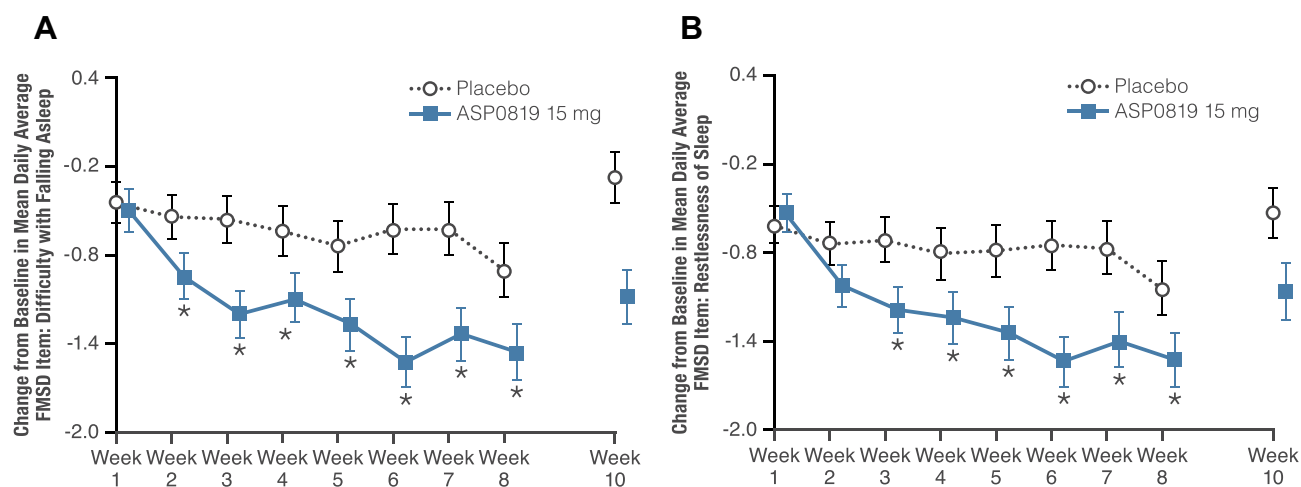 A
Change from Baseline in Mean Daily Average
FMSD Item: Difficulty with Falling Asleep
0.4
-0.2
-0.8
-1.4
-2.0
Placebo
ASP0819 15 mg
*
*
*
*
*
*
*
Week Week Week Week Week Week Week Week Week
1 2 3 4 5 6 7 8 10
B
Change from Baseline in Mean Daily Average
FMSD Item: Restlessness of Sleep
0.4
-0.2
-0.8
-1.4
-2.0
Placebo
ASP0819 15 mg
*
*
*
*
*
*
Week Week Week Week Week Week Week Week Week
1 2 3 4 5 6 7 8 10